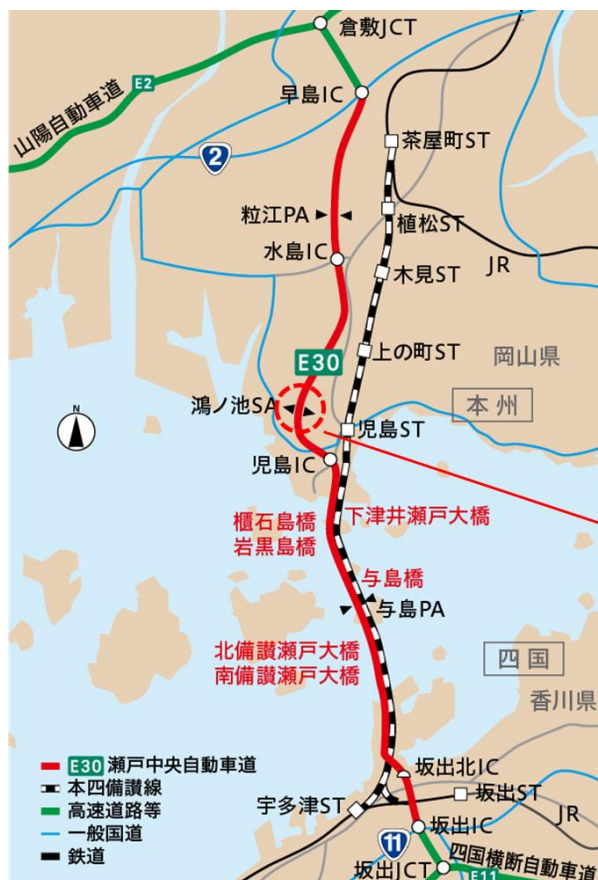 倉敷JCT
山陽自動車道
E2
早島IC
2
茶屋町ST
粒江PA
植松ST
水島IC
JR
木見ST
上の町ST
E30
岡山県
本州
鴻ノ池SA
児島ST
N
児島IC
櫃石島橋
岩黒島橋
下津井瀬戸大橋
与島橋
与島PA
北備讃瀬戸大橋
南備讃瀬戸大橋
四国
香川県
E30 瀬戸中央自動車道
本四備讃線
高速道路等
一般国道
鉄道
坂出北IC
宇多津ST
坂出ST
JR
11
坂出IC
坂出JCT
四国横断自動車道
E11